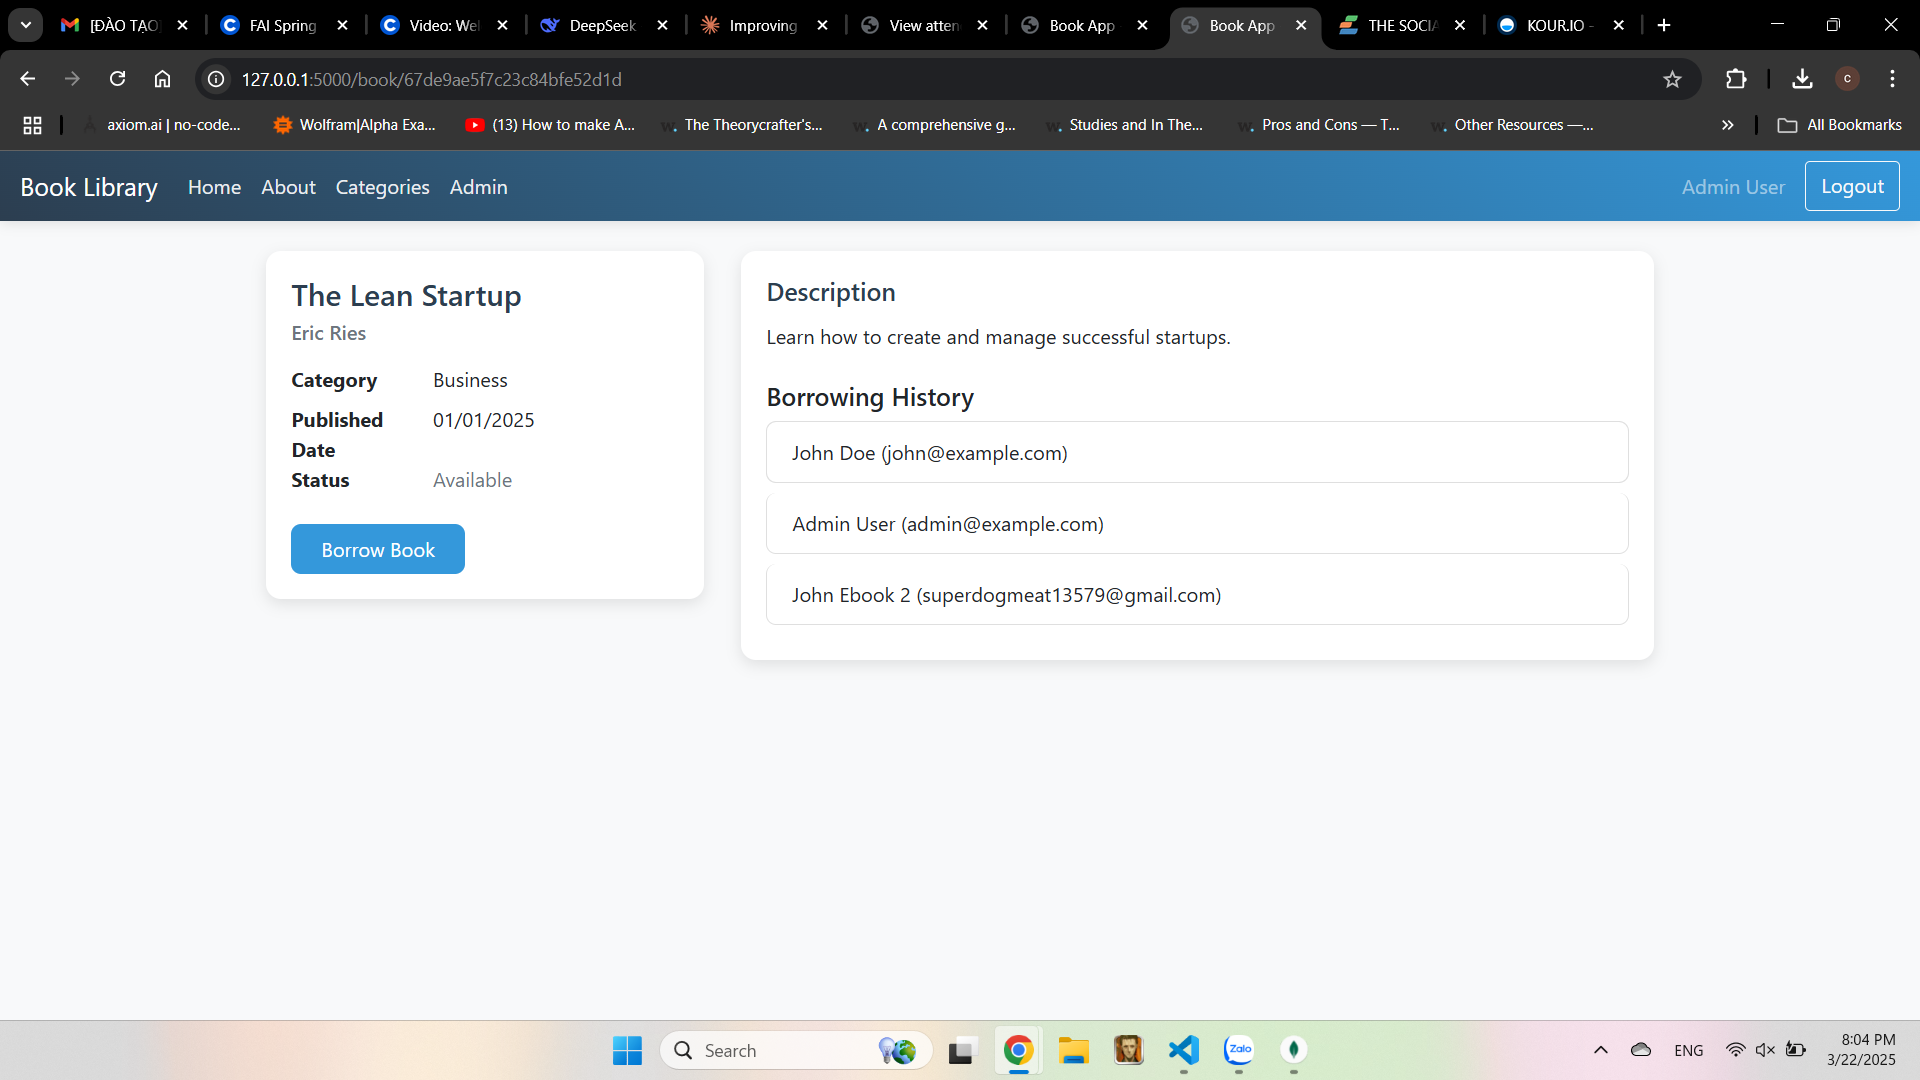 [ĐÀO TẠO]
FAI Spring
Video: Wel
DeepSeek
Improving
View atten
Book App
Book App
THE SOCIA
KOUR.IO -
127.0.0.1:5000/book/67de9ae5f7c23c84bfe52d1d
C
axiom.ai | no-code...
Wolfram|Alpha Exa...
(13) How to make A...
The Theorycrafter's...
A comprehensive g...
Studies and In The...
Pros and Cons — T...
Other Resources —...
All Bookmarks
Book Library
Home
About
Categories
Admin
Admin User
Logout
The Lean Startup
Eric Ries
Category Business
Published 01/01/2025
Date
Status Available
Borrow Book
Description
Learn how to create and manage successful startups.
Borrowing History
John Doe (john@example.com)
Admin User (admin@example.com)
John Ebook 2 (superdogmeat13579@gmail.com)
Search
Zalo
ENG
8:04 PM
3/22/2025